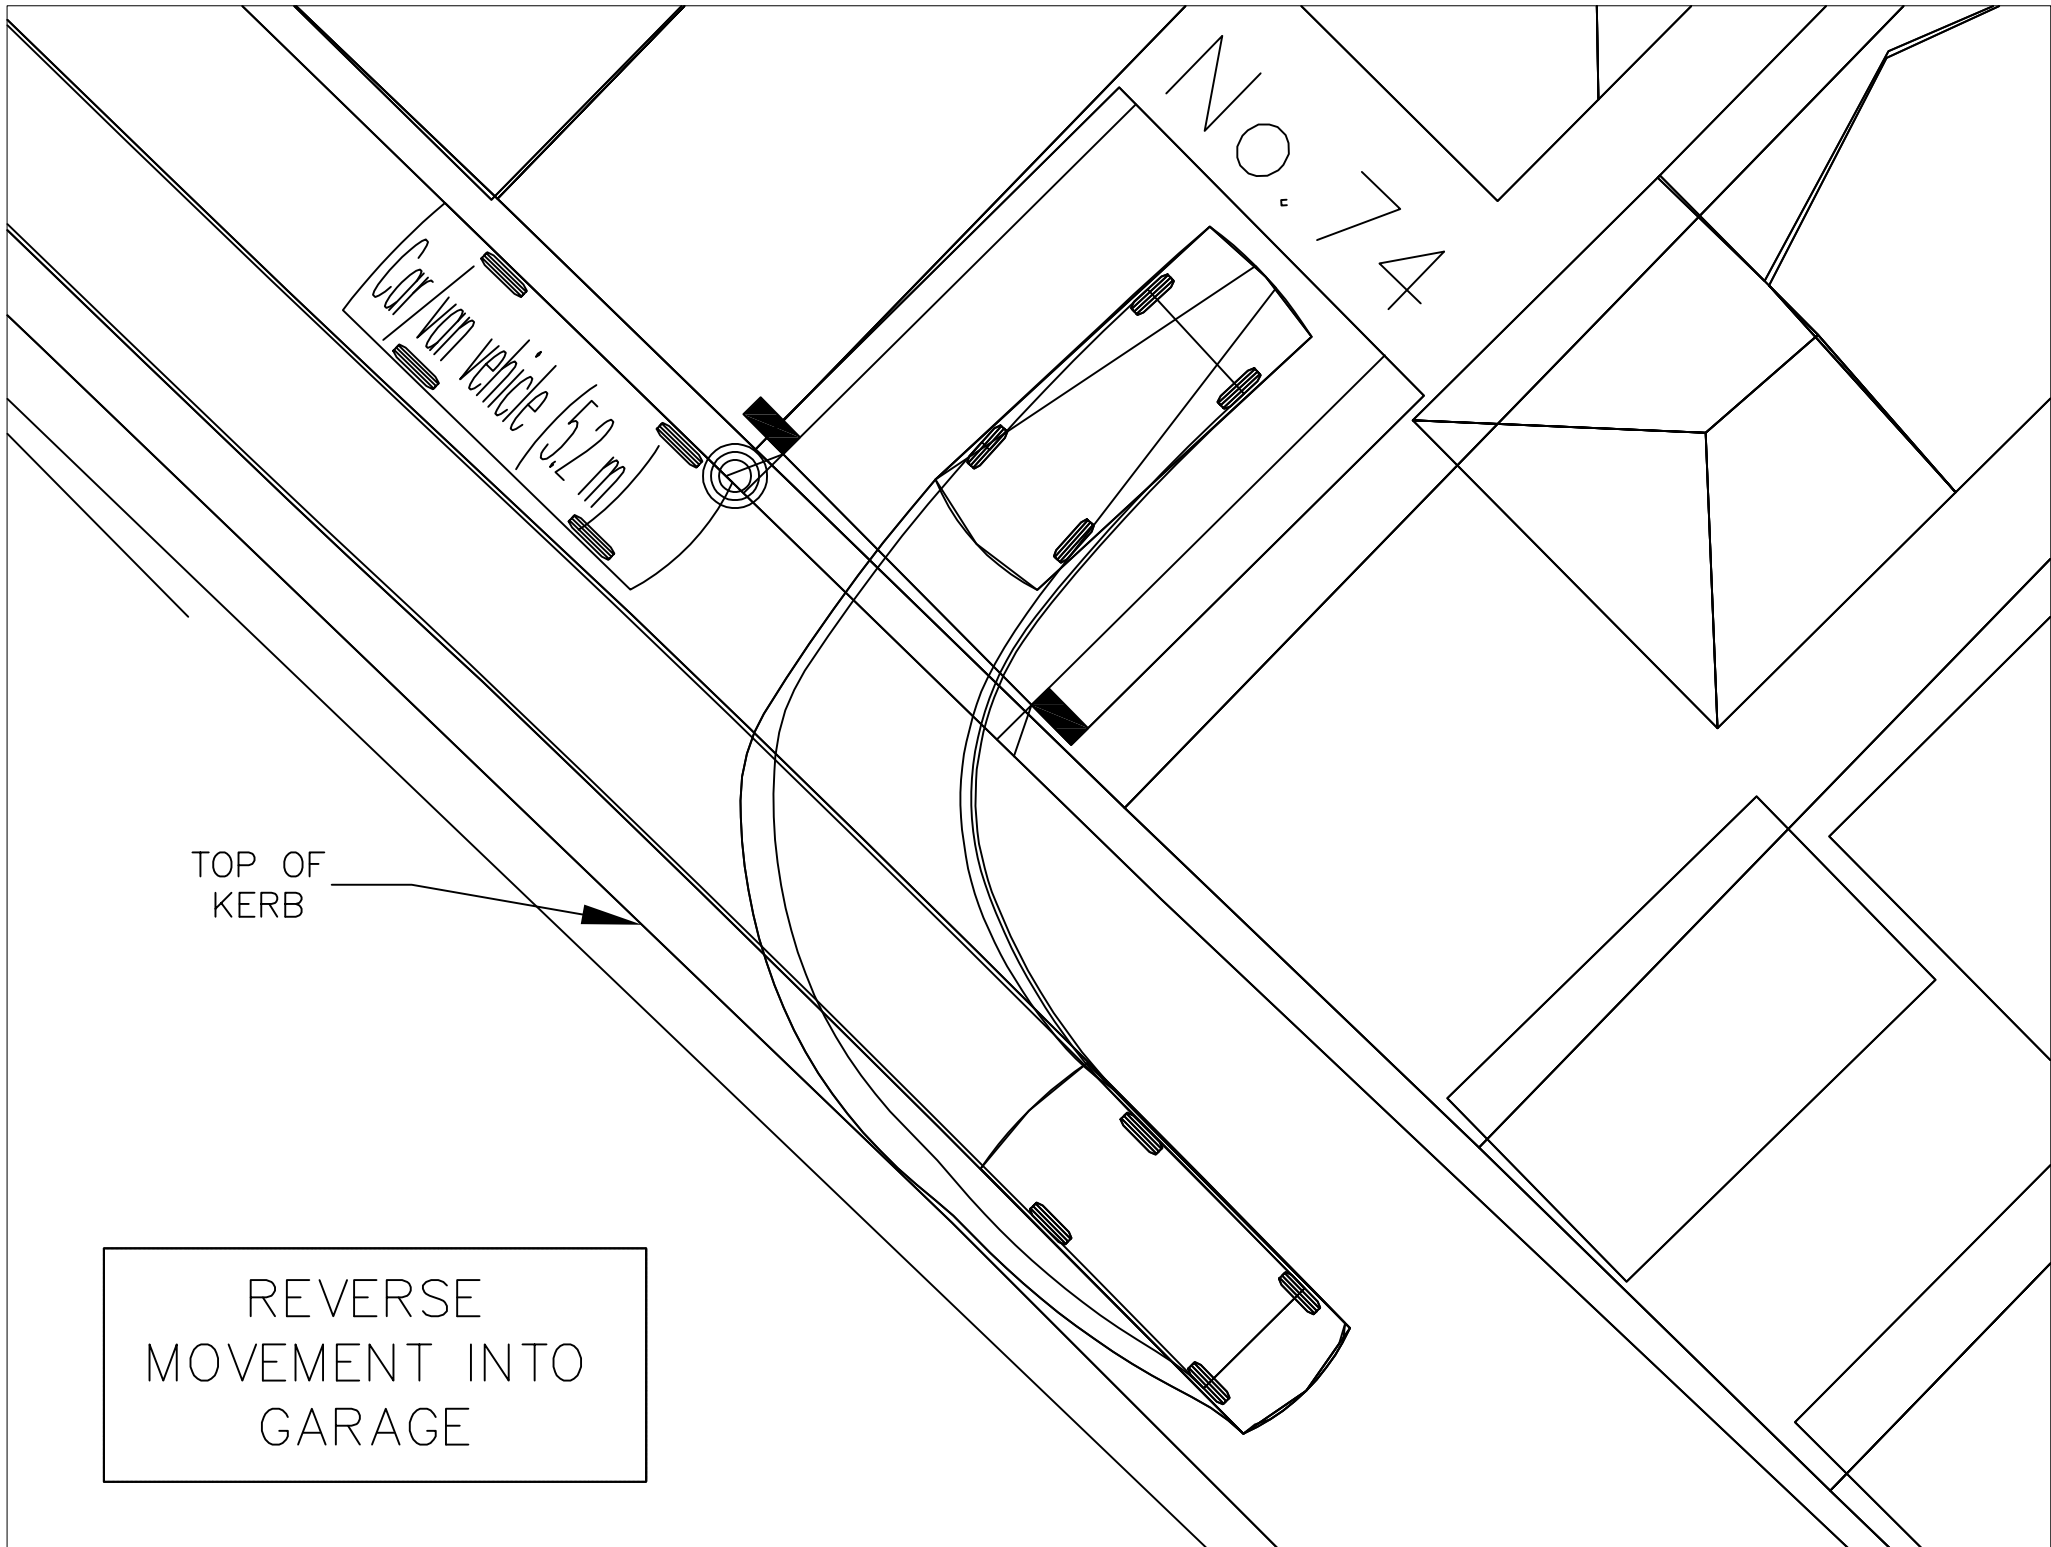 No.74
Car/van vehicle (5.2 m
TOP OF
KERB
REVERSE
MOVEMENT INTO
GARAGE